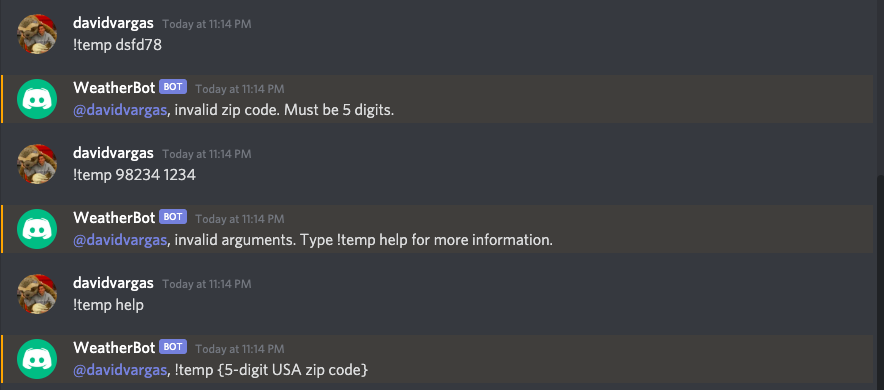 davidvargas Today at 11:14 PM
!temp dsfd78
WeatherBot BOT Today at 11:14 PM
@davidvargas, invalid zip code. Must be 5 digits.
davidvargas Today at 11:14 PM
!temp 98234 1234
WeatherBot BOT Today at 11:14 PM
@davidvargas, invalid arguments. Type !temp help for more information.
davidvargas Today at 11:14 PM
!temp help
WeatherBot BOT Today at 11:14 PM
@davidvargas, !temp {5-digit USA zip code}